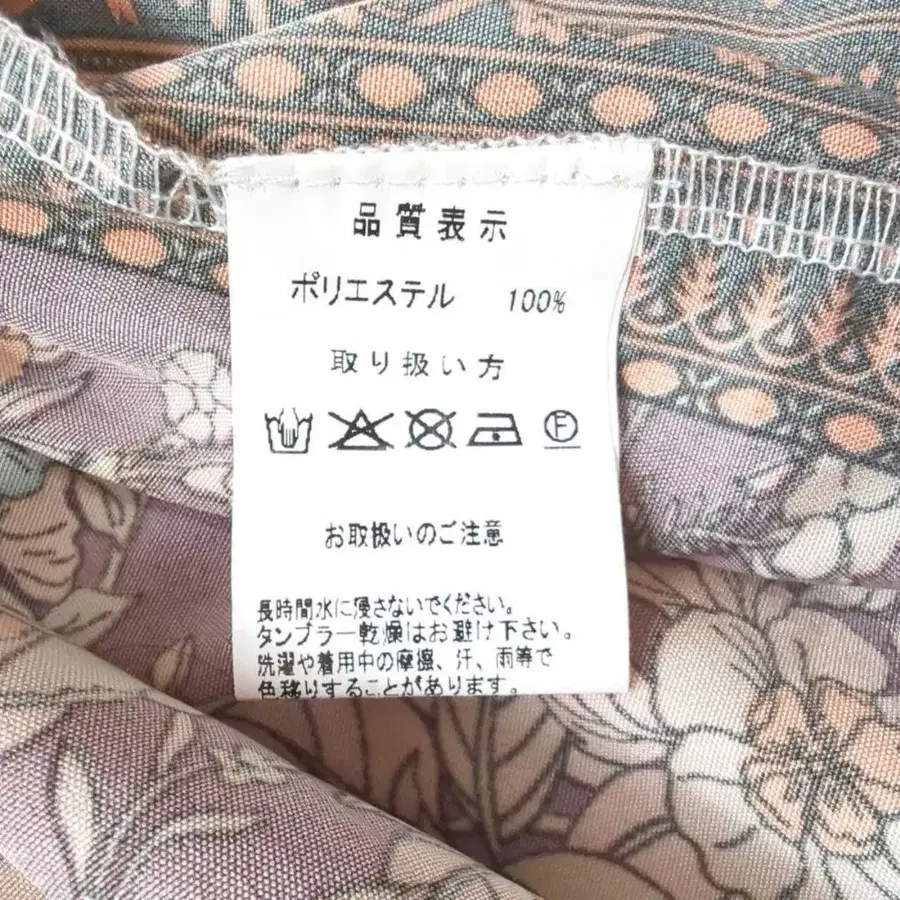 品質表示
ポリエステル 100%
取り扱い方
F
お取扱いのご注意
長時間水に浸さないでください。
タンブラー乾燥はお避け下さい。
洗濯や着用中の摩擦、汗、雨等で
色移りすることがあります。